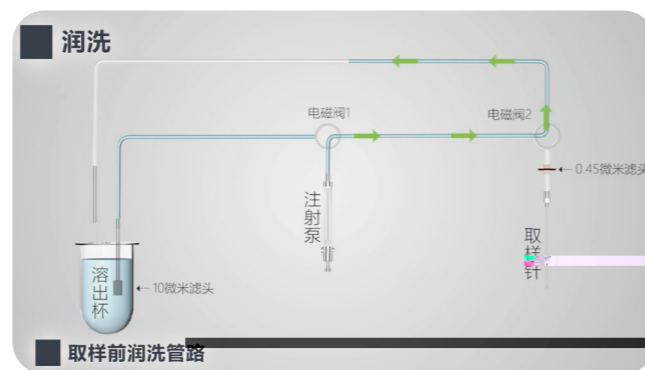 润洗
电磁阀1
电磁阀2
0.45微米滤头
注射泵
取样针
溶出杯
10微米滤头
取样前润洗管路